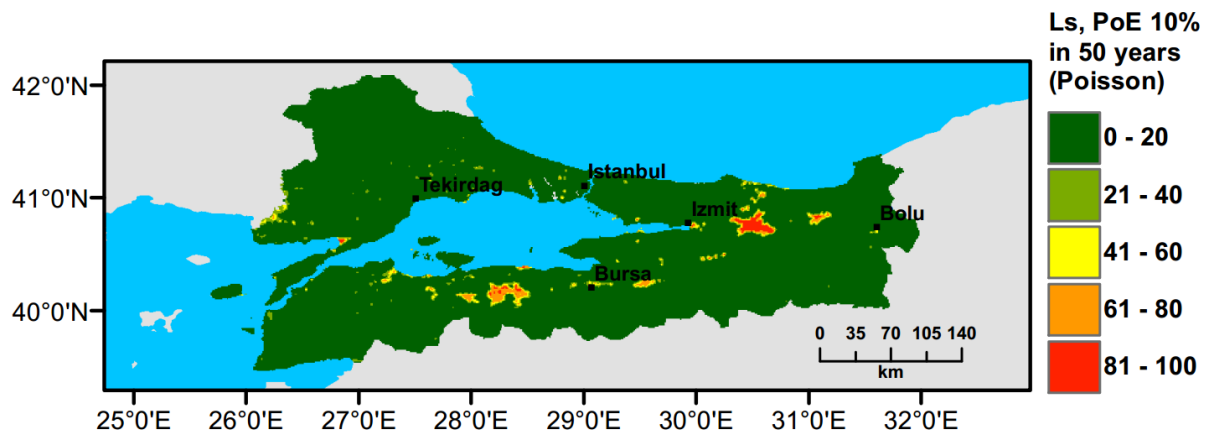 Ls, PoE 10%
in 50 years
(Poisson)
0 - 20
21 - 40
41 - 60
61 - 80
81 - 100
42°0'N
41°0'N
40°0'N
Istanbul
Tekirdag
Izmit
Bolu
Bursa
0 35 70 105 140
km
25°0'E 26°0'E 27°0'E 28°0'E 29°0'E 30°0'E 31°0'E 32°0'E